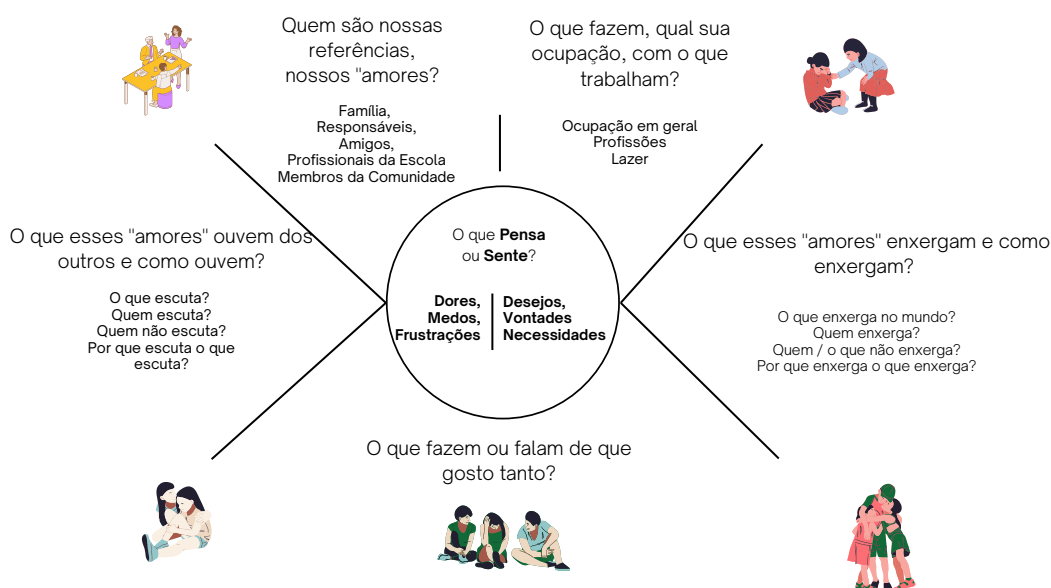 Quem são nossas
referências,
nossos "amores?
Família,
Responsáveis,
Amigos,
Profissionais da Escola
Membros da Comunidade
O que fazem, qual sua
ocupação, com o que
trabalham?
Ocupação em geral
Profissões
Lazer
O que esses "amores" ouvem dos
outros e como ouvem?
O que escuta?
Quem escuta?
Quem não escuta?
Por que escuta o que
escuta?
O que Pensa
ou Sente?
Dores,
Medos,
Frustrações
Desejos,
Vontades
Necessidades
O que esses "amores" enxergam e como
enxergam?
O que enxerga no mundo?
Quem enxerga?
Quem / o que não enxerga?
Por que enxerga o que enxerga?
O que fazem ou falam de que
gosto tanto?